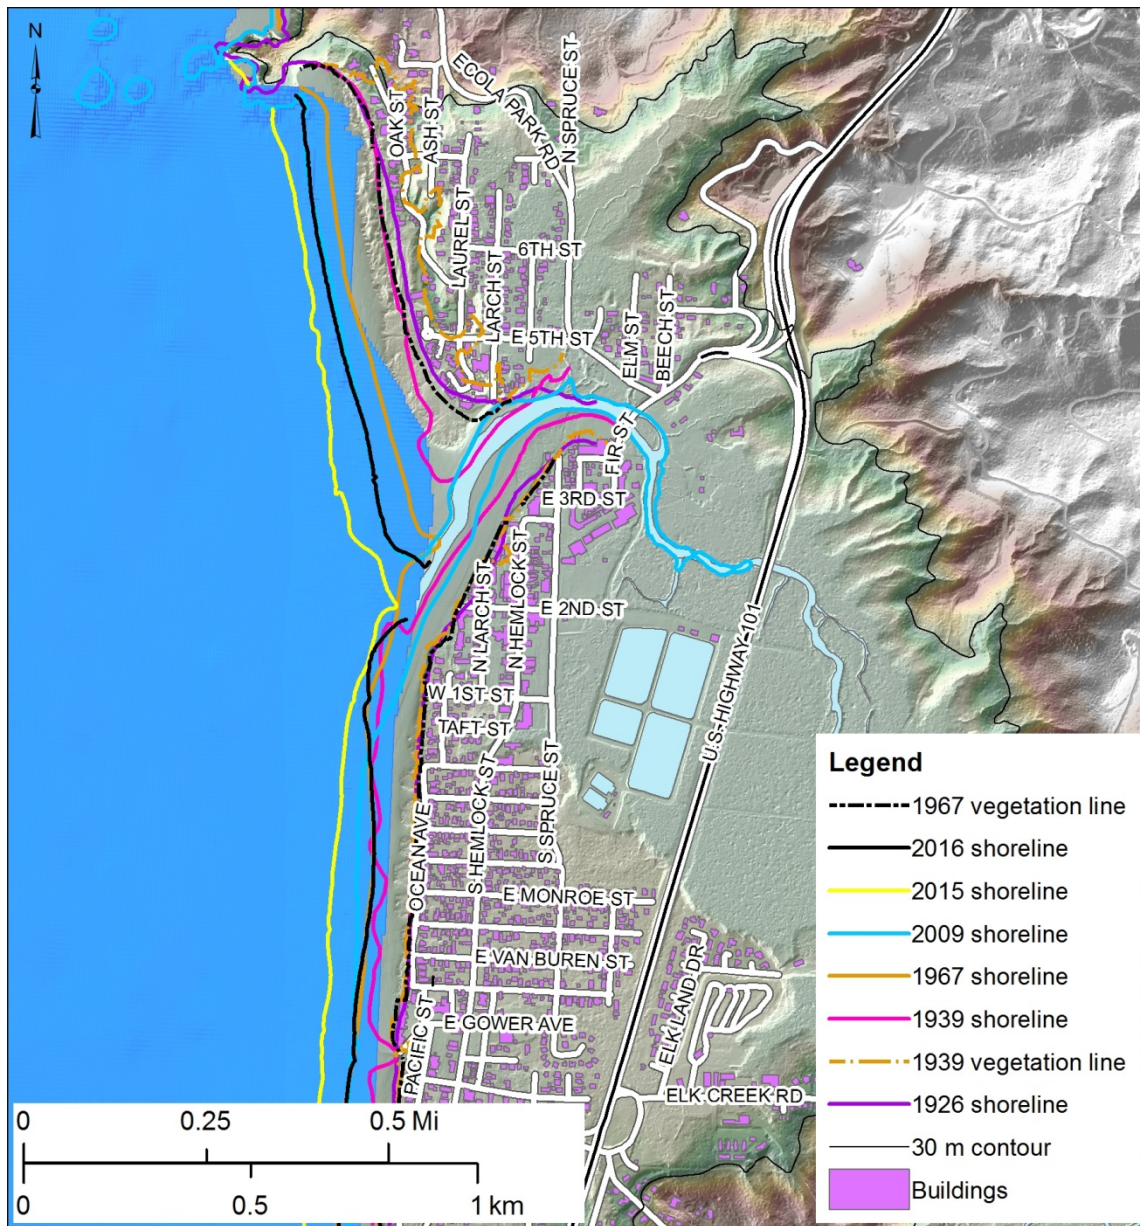 N
OAK ST
ASH ST
ECOLA PARK RD
N SPRUCE ST
LAUREL ST
6TH ST
LARCH ST
E 5TH ST
ELM ST
BEECH ST
FIR ST
E 3RD ST
N LARCH ST
N HEMLOCK ST
E 2ND ST
U.S. HIGHWAY 101
W 1ST ST
TAFT ST
S HEMLOCK ST
S SPRUCE ST
OCEAN AVE
E MONROE ST
E VAN BUREN ST
PACIFIC ST
E GOWER AVE
ELK LAND DR
ELK CREEK RD
Legend
1967 vegetation line
2016 shoreline
2015 shoreline
2009 shoreline
1967 shoreline
1939 shoreline
1939 vegetation line
1926 shoreline
30 m contour
Buildings
0 0.25 0.5 Mi
0 0.5 1 km